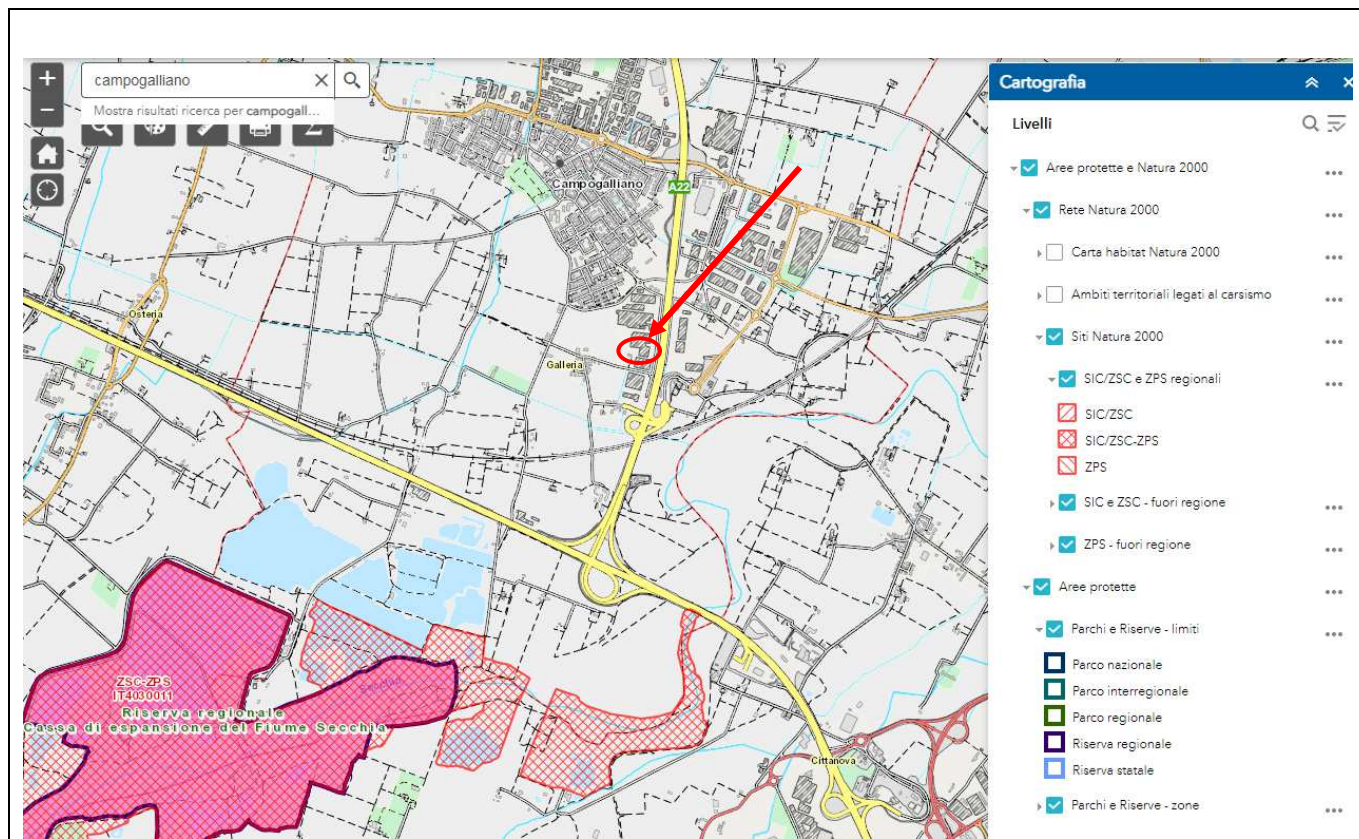 campogalliano
Mostra risultati ricerca per campogall...
Campogalliano
A22
Osteria
Galleria
ZSC-ZPS
IT4030011
Riserva regionale
Cassa di espansione del Fiume Secchia
Cittanova
Cartografia
Livelli
Aree protette e Natura 2000
Rete Natura 2000
Carta habitat Natura 2000
Ambiti territoriali legati al carsismo
Siti Natura 2000
SIC/ZSC e ZPS regionali
SIC/ZSC
SIC/ZSC-ZPS
ZPS
SIC e ZSC - fuori regione
ZPS - fuori regione
Aree protette
Parchi e Riserve - limiti
Parco nazionale
Parco interregionale
Parco regionale
Riserva regionale
Riserva statale
Parchi e Riserve - zone